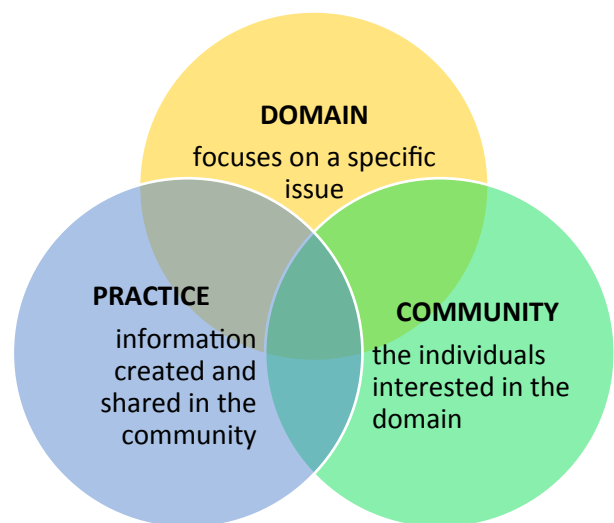 DOMAIN
focuses on a specific
issue
PRACTICE
information
created and
shared in the
community
COMMUNITY
the individuals
interested in the
domain